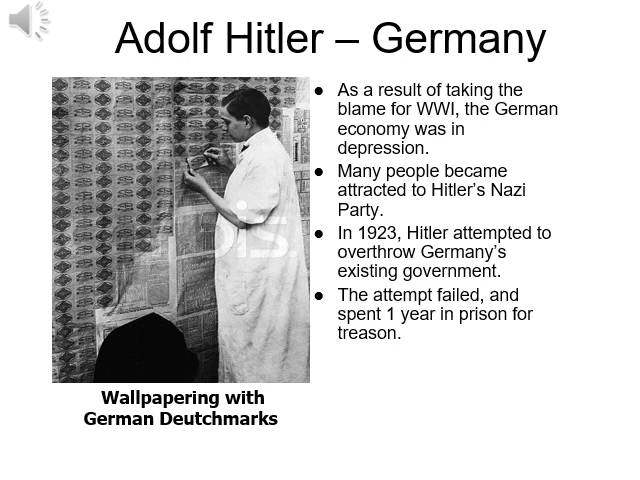 Adolf Hitler – Germany
● As a result of taking the
blame for WWI, the German
economy was in
depression.
● Many people became
attracted to Hitler’s Nazi
Party.
● In 1923, Hitler attempted to
overthrow Germany’s
existing government.
● The attempt failed, and
spent 1 year in prison for
treason.
Wallpapering with
German Deutchmarks